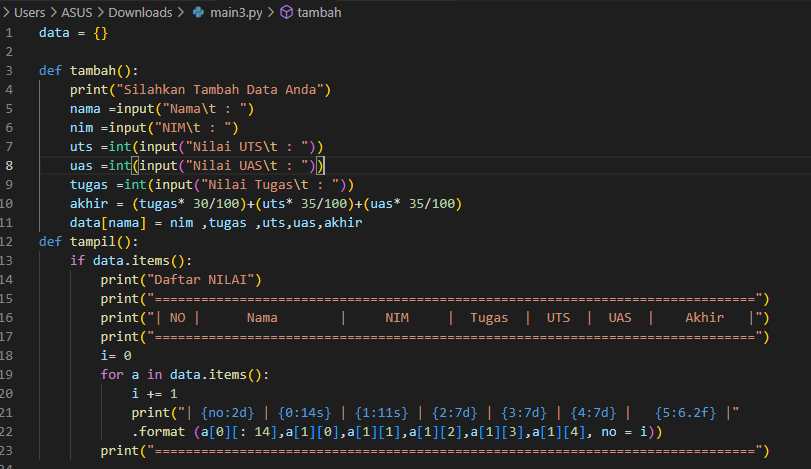 > Users > ASUS > Downloads > main3.py > tambah
1 data = {}
2
3 def tambah():
4     print("Silahkan Tambah Data Anda")
5     nama =input("Nama\t : ")
6     nim =input("NIM\t : ")
7     uts =int(input("Nilai UTS\t : "))
8     uas =int(input("Nilai UAS\t : "))
9     tugas =int(input("Nilai Tugas\t : "))
10     akhir = (tugas* 30/100)+(uts* 35/100)+(uas* 35/100)
11     data[nama] = nim ,tugas ,uts,uas,akhir
12 def tampil():
13     if data.items():
14         print("Daftar NILAI")
15         print("==============================================================================")
16         print("| NO |      Nama        |     NIM     |  Tugas  |  UTS  |  UAS  |    Akhir   |")
17         print("==============================================================================")
18         i= 0
19         for a in data.items():
20             i += 1
21             print("| {no:2d} | {0:14s} | {1:11s} | {2:7d} | {3:7d} | {4:7d} |   {5:6.2f} |"
22             .format (a[0][: 14],a[1][0],a[1][1],a[1][2],a[1][3],a[1][4], no = i))
23         print("==============================================================================")